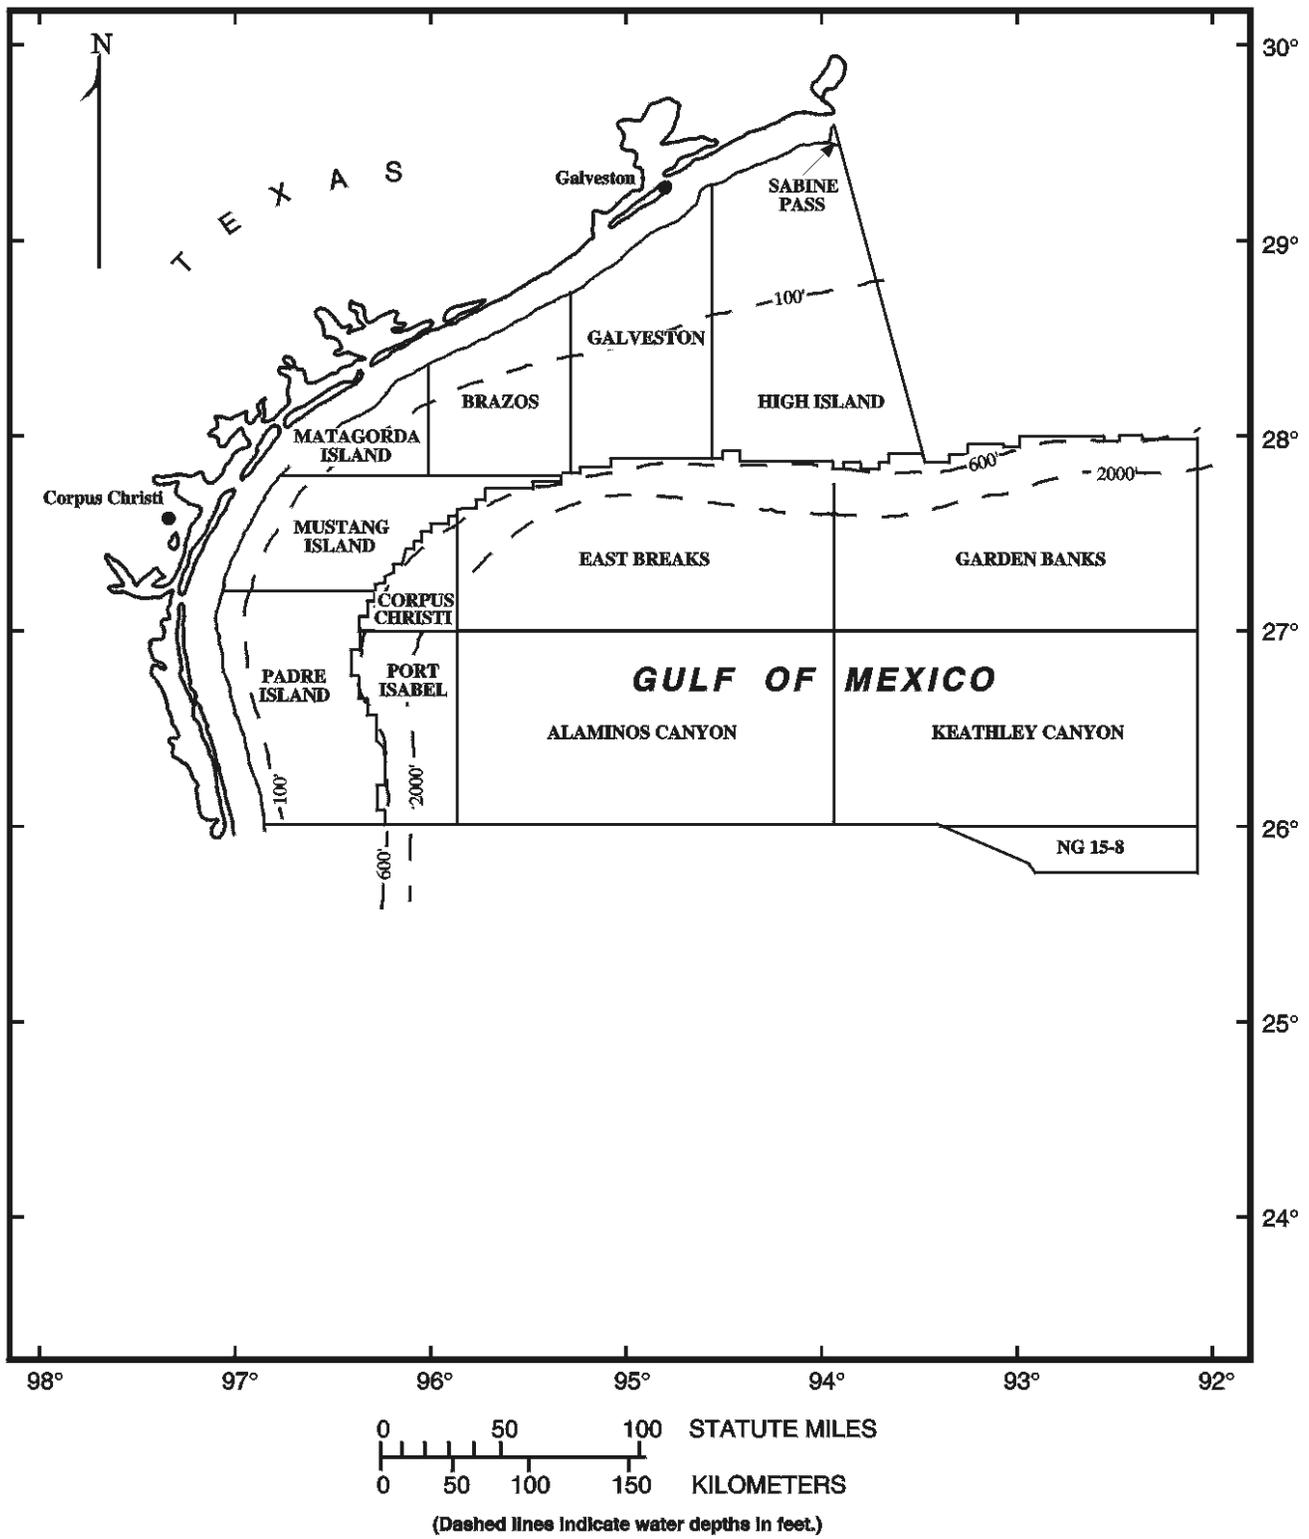 N
30°
T E X A S
Galveston
SABINE
PASS
29°
100'
GALVESTON
BRAZOS
HIGH ISLAND
28°
MATAGORDA
ISLAND
600'
2000'
Corpus Christi
MUSTANG
ISLAND
EAST BREAKS
GARDEN BANKS
CORPUS
CHRISTI
27°
PADRE
ISLAND
PORT
ISABEL
GULF OF MEXICO
ALAMINOS CANYON
KEATHLEY CANYON
100'
2000'
26°
NG 15-8
600'
25°
24°
98° 97° 96° 95° 94° 93° 92°
0 50 100 STATUTE MILES
0 50 100 150 KILOMETERS
(Dashed lines indicate water depths in feet.)